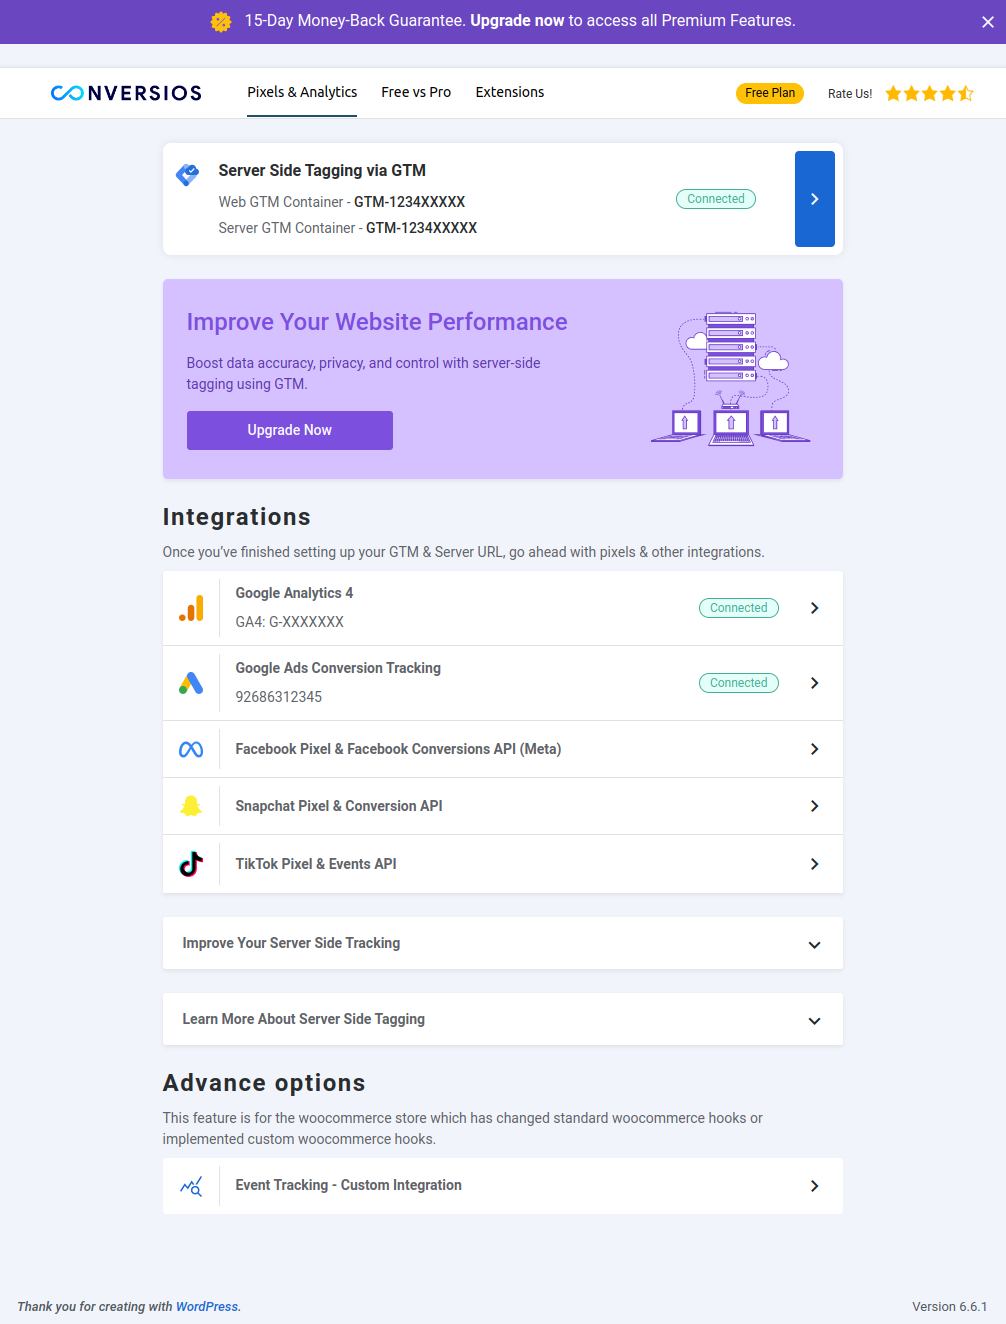 15-Day Money-Back Guarantee. Upgrade now to access all Premium Features.
CONVERSIOS
Pixels & Analytics
Free vs Pro
Extensions
Free Plan
Rate Us!
Server Side Tagging via GTM
Web GTM Container - GTM-1234XXXXX
Server GTM Container - GTM-1234XXXXX
Connected
Improve Your Website Performance
Boost data accuracy, privacy, and control with server-side
tagging using GTM.
Upgrade Now
Integrations
Once you’ve finished setting up your GTM & Server URL, go ahead with pixels & other integrations.
Google Analytics 4
GA4: G-XXXXXXX
Connected
Google Ads Conversion Tracking
92686312345
Connected
Facebook Pixel & Facebook Conversions API (Meta)
Snapchat Pixel & Conversion API
TikTok Pixel & Events API
Improve Your Server Side Tracking
Learn More About Server Side Tagging
Advance options
This feature is for the woocommerce store which has changed standard woocommerce hooks or
implemented custom woocommerce hooks.
Event Tracking - Custom Integration
Thank you for creating with WordPress.
Version 6.6.1